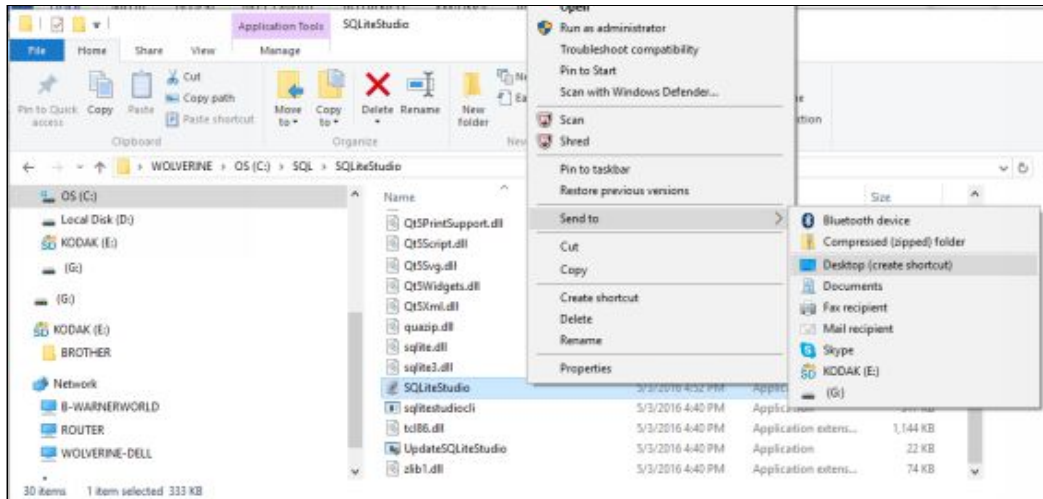 Application Tools SQLiteStudio
File Home Share View Manage
Open
Run as administrator
Troubleshoot compatibility
Pin to Start
Scan with Windows Defender...
Scan
Shred
Pin to taskbar
Restore previous versions
Send to
Cut
Copy
Create shortcut
Delete
Rename
Properties
Pin to Quick access
Copy
Paste
Cut
Copy path
Paste shortcut
Clipboard
Move to
Copy to
Delete
Rename
Organize
New folder
WOLVERINE OS (C:) SQL SQLiteStudio
OS (C:)
Local Disk (D:)
KODAK (E:)
(G:)
(G:)
KODAK (E:)
BROTHER
Network
B-WARNERWORLD
ROUTER
WOLVERINE-DELL
Name Size
Qt5PrintSupport.dll
Qt5Script.dll
Qt5Svg.dll
Qt5Widgets.dll
Qt5Xml.dll
quazip.dll
sqlite.dll
sqlite3.dll
SQLiteStudio 5/3/2016 4:52 PM
sqlitestudiocli 5/3/2016 4:40 PM
tcl86.dll 5/3/2016 4:40 PM Application extens... 1,144 KB
UpdateSQLiteStudio 5/3/2016 4:40 PM Application 22 KB
zlib1.dll 5/3/2016 4:40 PM Application extens... 74 KB
Bluetooth device
Compressed (zipped) folder
Desktop (create shortcut)
Documents
Fax recipient
Mail recipient
Skype
KODAK (E:)
(G:)
30 items 1 item selected 333 KB